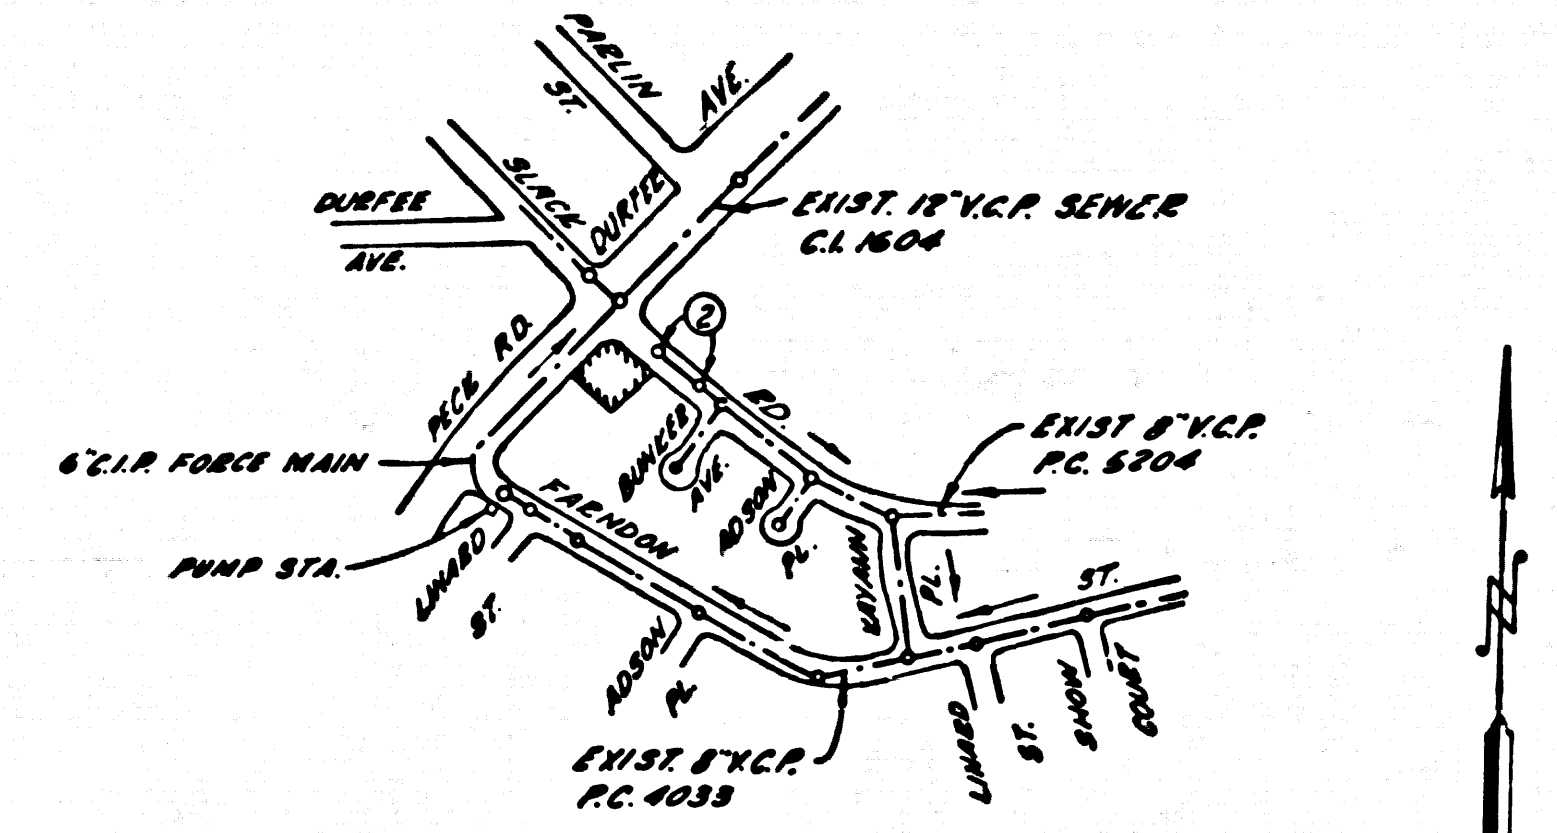 PARLIN
ST.
AVE.
SLACK
DURFEE
DURFEE
AVE.
EXIST. 12" V.C.P. SEWER
C.I. 1604
2
PECK RD.
RD.
BUNKER
AVE.
EXIST 8" V.C.P.
P.C. 5204
6" C.I.P. FORCE MAIN
FARNDON
ADSON
PL.
PUMP STA.
LINARD
ST.
KAYANN
PL.
ST.
ADSON
PL.
LINARD
ST.
SHOW
COURT
EXIST. 8" V.C.P.
P.C. 4033
N